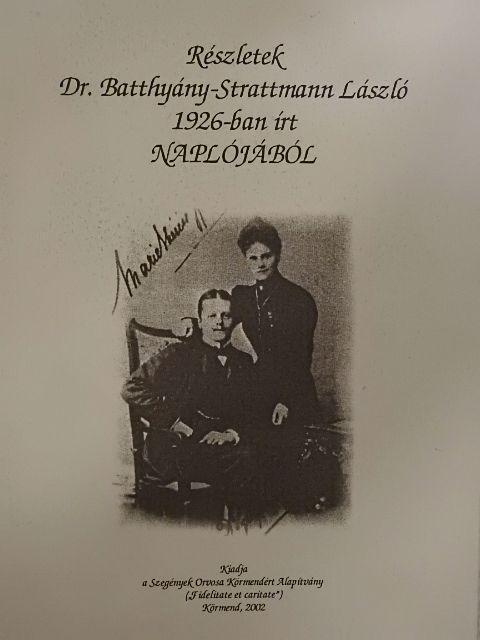 Részletek
Dr. Batthyány-Strattmann László
1926-ban írt
NAPLÓJÁBÓL
Kiadja
a Szegények Orvosa Körmendért Alapítvány
("Fidelitate et caritate")
Körmend, 2002